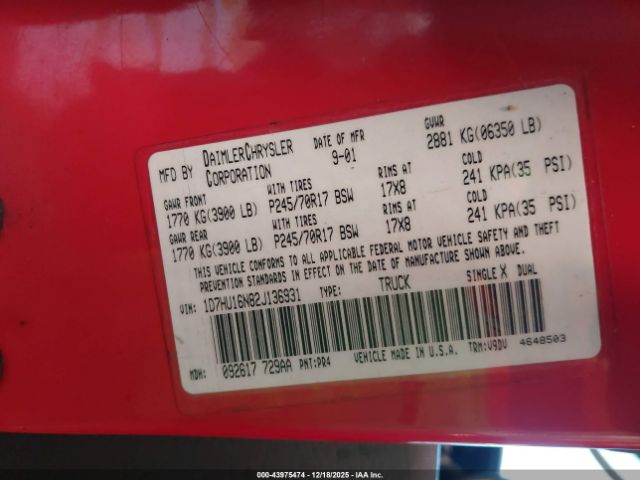 MFD BY DAIMLERCHRYSLER CORPORATION DATE OF MFR 9-01 GVWR 2881 KG(06350 LB)
GAWR FRONT WITH TIRES RIMS AT COLD
1770 KG(3900 LB) P245/70R17 BSW 17X8 241 KPA(35 PSI)
GAWR REAR WITH TIRES RIMS AT COLD
1770 KG(3900 LB) P245/70R17 BSW 17X8 241 KPA(35 PSI)
THIS VEHICLE CONFORMS TO ALL APPLICABLE FEDERAL MOTOR VEHICLE SAFETY AND THEFT
PREVENTION STANDARDS IN EFFECT ON THE DATE OF MANUFACTURE SHOWN ABOVE.
VIN: 1D7HU16N82J136931 TYPE: TRUCK SINGLE X DUAL
MDH: 092617 729AA PNT:PR4 VEHICLE MADE IN U.S.A. TRM:V9DV 4648503
000-43975474 | 12/18/2025 | IAA Inc.